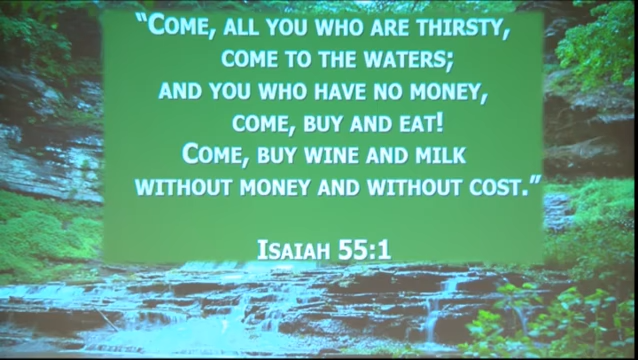 “COME, ALL YOU WHO ARE THIRSTY,
COME TO THE WATERS;
AND YOU WHO HAVE NO MONEY,
COME, BUY AND EAT!
COME, BUY WINE AND MILK
WITHOUT MONEY AND WITHOUT COST.”
ISAIAH 55:1